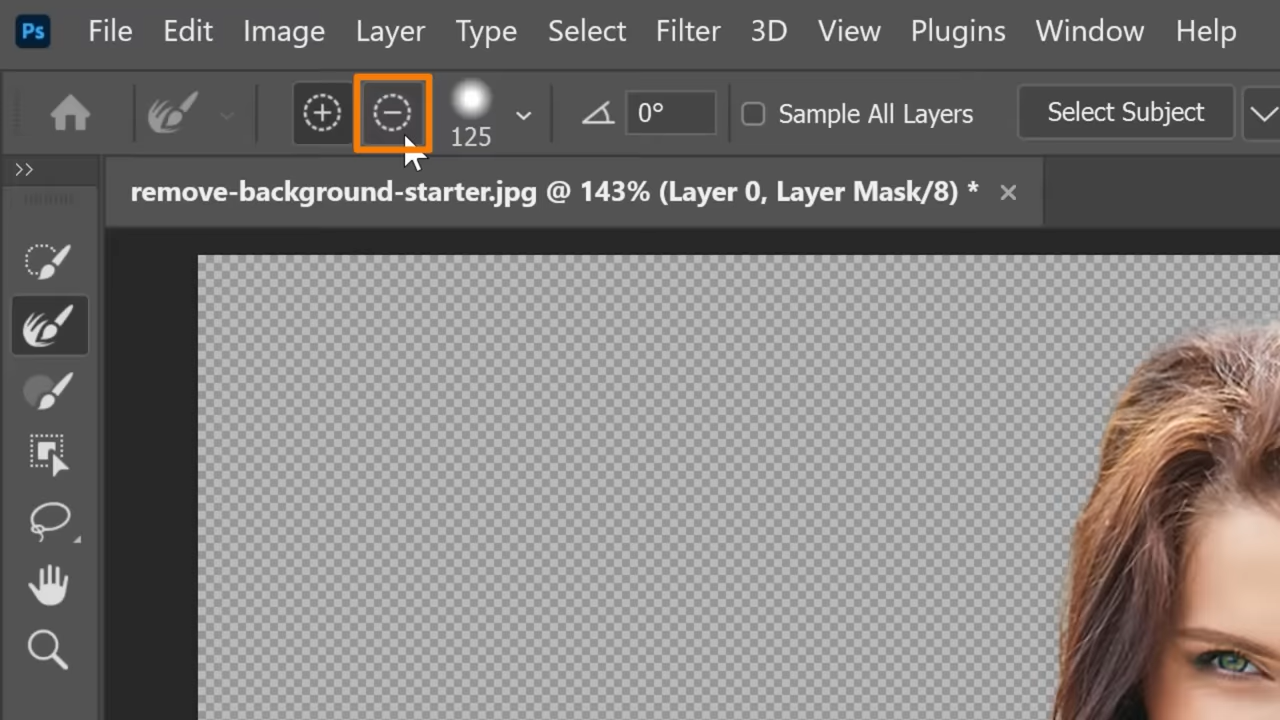 Ps File Edit Image Layer Type Select Filter 3D View Plugins Window Help
125 0° Sample All Layers Select Subject
remove-background-starter.jpg @ 143% (Layer 0, Layer Mask/8) * ×